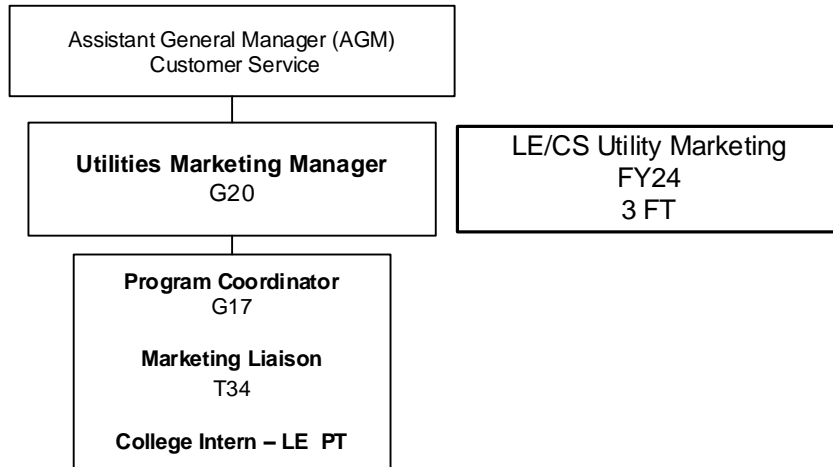 Assistant General Manager (AGM)
Customer Service
Utilities Marketing Manager
G20
LE/CS Utility Marketing
FY24
3 FT
Program Coordinator
G17
Marketing Liaison
T34
College Intern – LE PT